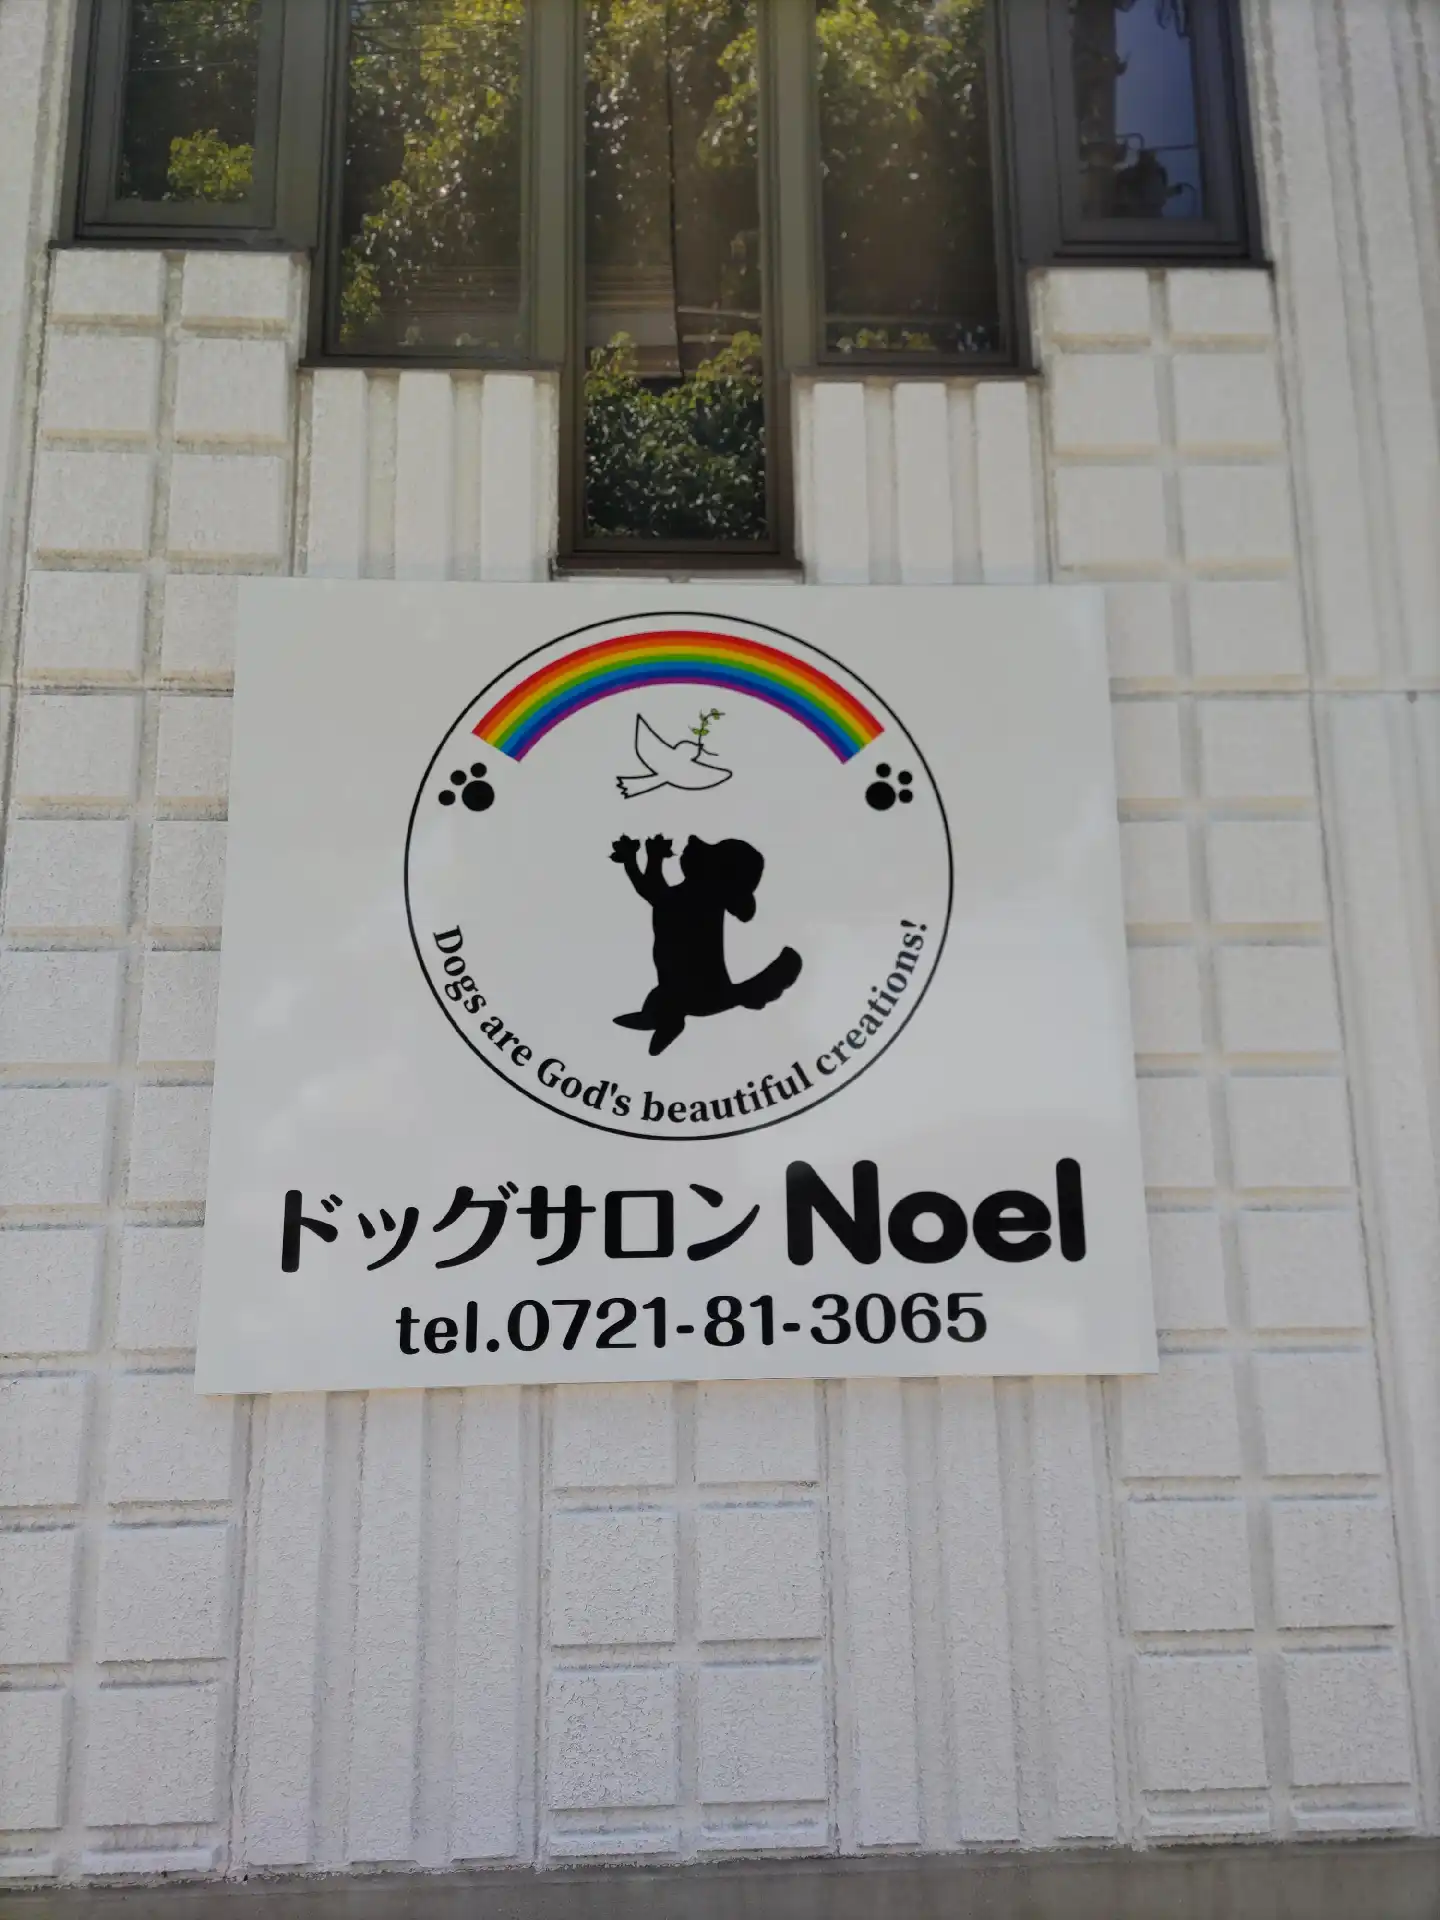 Dogs are God's beautiful creations!
ドッグサロン Noel
tel.0721-81-3065